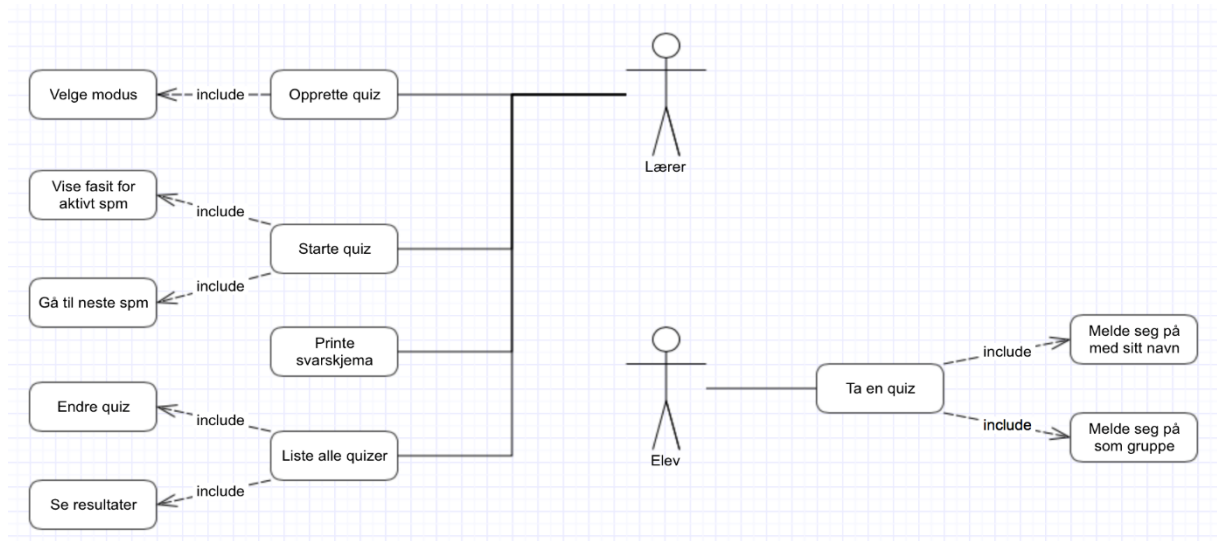 Velge modus
include
Opprette quiz
Lærer
Vise fasit for
aktivt spm
include
Starte quiz
include
Gå til neste spm
Printe
svarskjema
Endre quiz
include
Liste alle quizer
include
Se resultater
Elev
Ta en quiz
include
Melde seg på
med sitt navn
include
Melde seg på
som gruppe